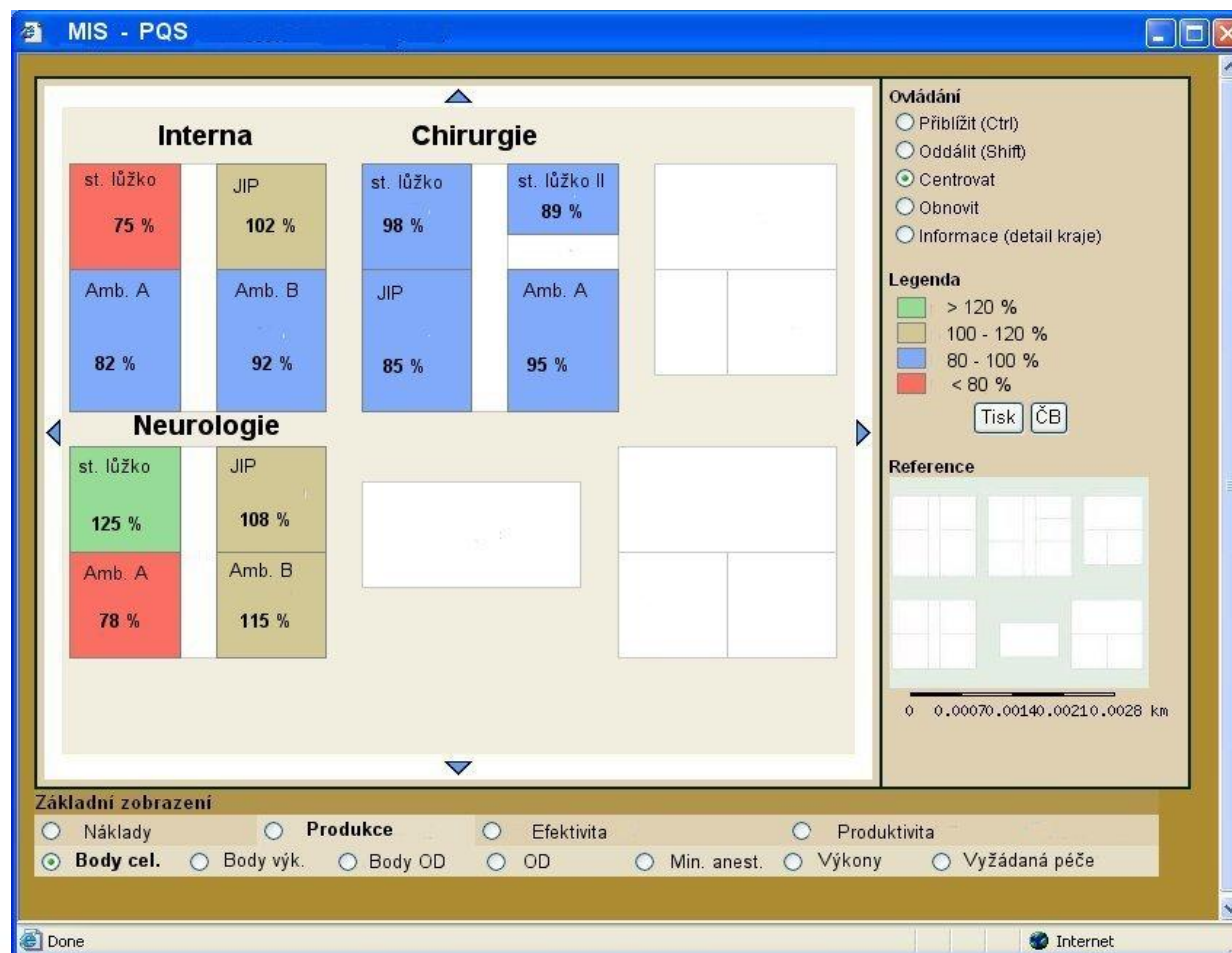 MIS - PQS
Interna
Chirurgie
st. lůžko
75 %
JIP
102 %
st. lůžko
98 %
st. lůžko II
89 %
Amb. A
82 %
Amb. B
92 %
JIP
85 %
Amb. A
95 %
Neurologie
st. lůžko
125 %
JIP
108 %
Amb. A
78 %
Amb. B
115 %
Ovládání
Přiblížit (Ctrl)
Oddálit (Shift)
Centrovat
Obnovit
Informace (detail kraje)
Legenda
> 120 %
100 - 120 %
80 - 100 %
< 80 %
Tisk ČB
Reference
0 0.00070.00140.00210.0028 km
Základní zobrazení
Náklady Produkce Efektivita Produktivita
Body cel. Body výk. Body OD OD Min. anest. Výkony Vyžádaná péče
Done Internet